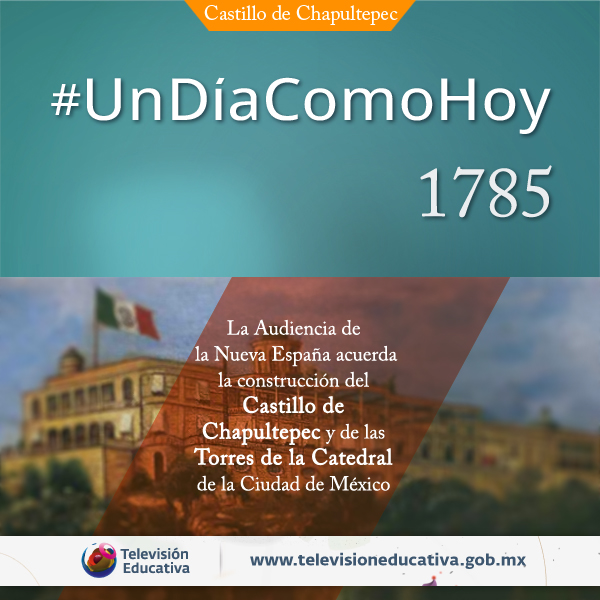 Castillo de Chapultepec
#UnDíaComoHoy
1785
La Audiencia de
la Nueva España acuerda
la construcción del
Castillo de
Chapultepec y de las
Torres de la Catedral
de la Ciudad de México
Televisión
Educativa
www.televisioneducativa.gob.mx